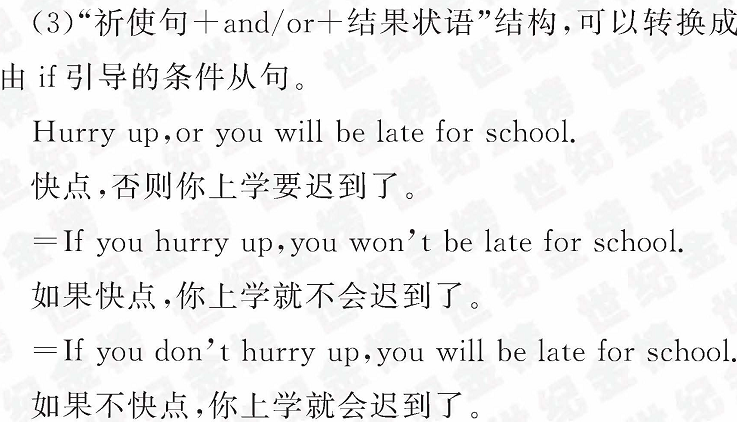 (3)“祈使句＋and/or＋结果状语”结构,可以转换成
由 if 引导的条件从句。
Hurry up,or you will be late for school.
快点,否则你上学要迟到了。
＝If you hurry up,you won’t be late for school.
如果快点,你上学就不会迟到了。
＝If you don’t hurry up,you will be late for school.
如果不快点,你上学就会迟到了。